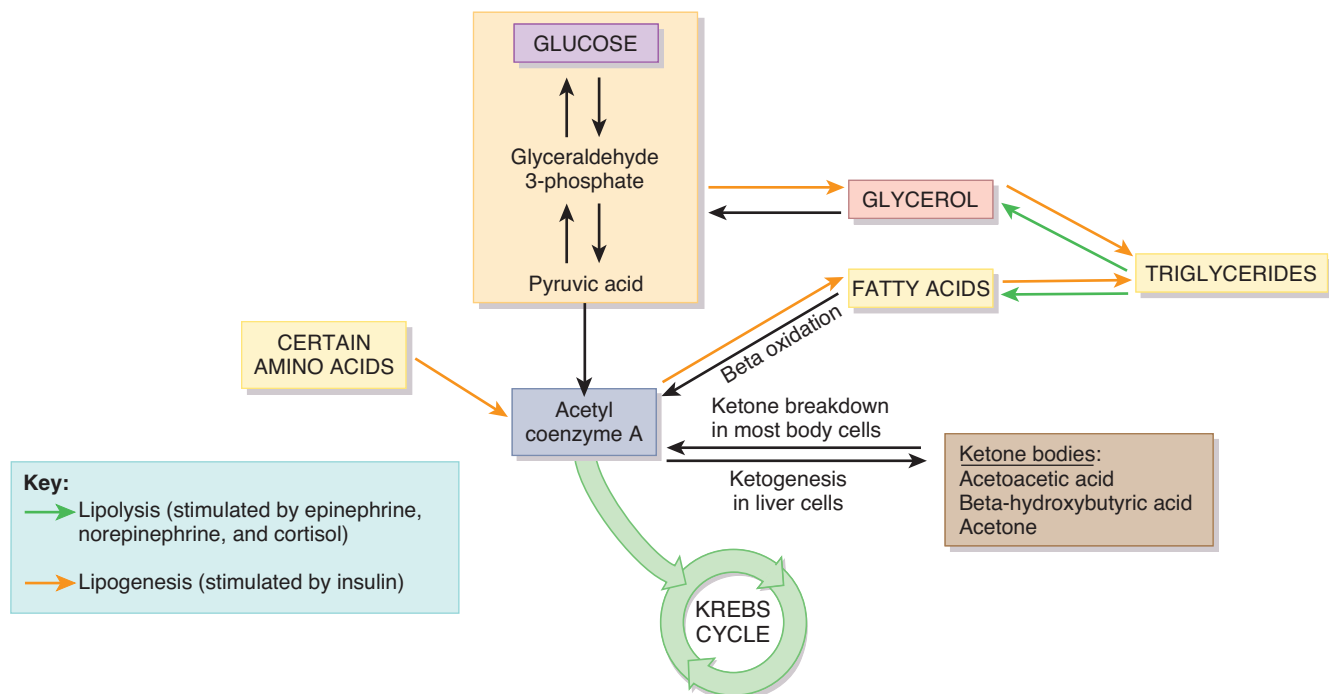 GLUCOSE
Glyceraldehyde
3-phosphate
Pyruvic acid
GLYCEROL
TRIGLYCERIDES
FATTY ACIDS
Beta oxidation
CERTAIN
AMINO ACIDS
Acetyl
coenzyme A
Ketone breakdown
in most body cells
Ketogenesis
in liver cells
Ketone bodies:
Acetoacetic acid
Beta-hydroxybutyric acid
Acetone
Key:
Lipolysis (stimulated by epinephrine,
norepinephrine, and cortisol)
Lipogenesis (stimulated by insulin)
KREBS
CYCLE